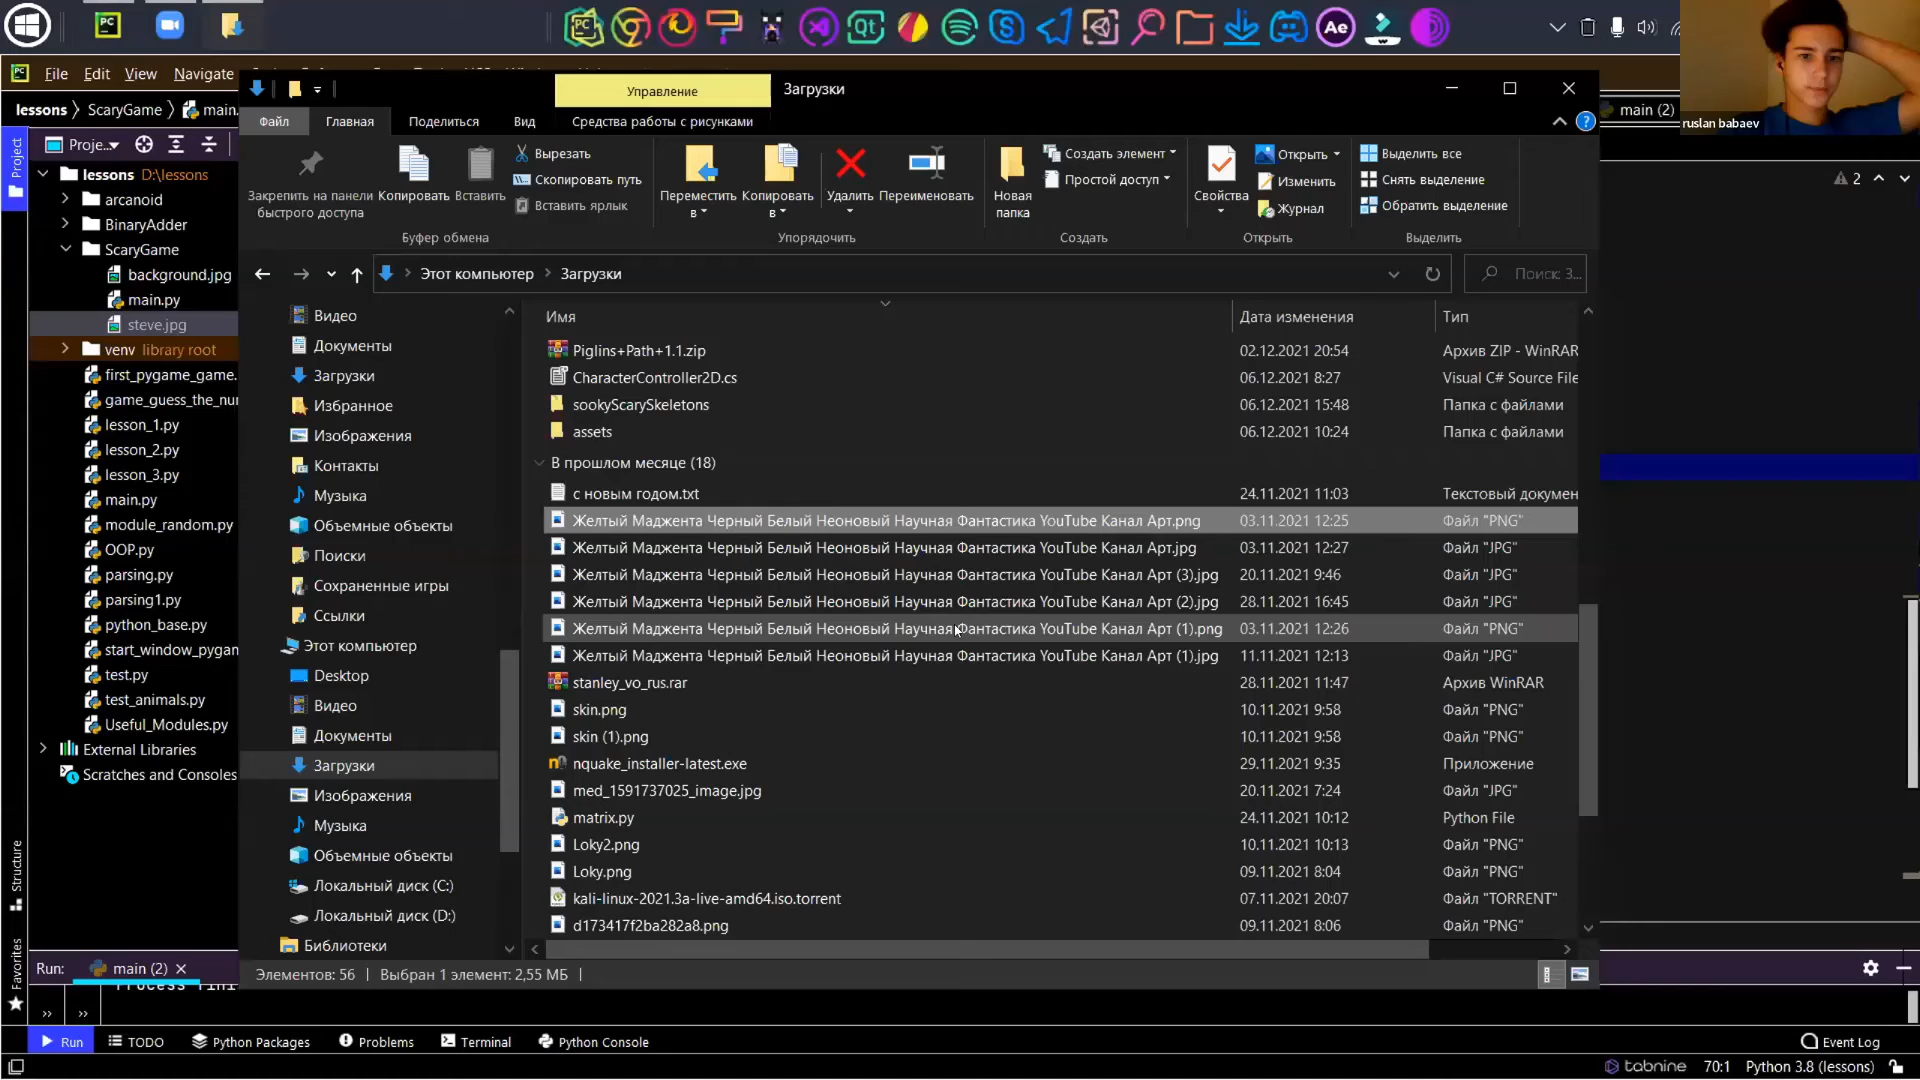 File Edit View Navigate
ruslan babaev
lessons ScaryGame main.
main (2)
Управление
Загрузки
Файл Главная Поделиться Вид Средства работы с рисунками
Project
Proje...
lessons D:\lessons
arcanoid
BinaryAdder
ScaryGame
background.jpg
main.py
steve.jpg
venv library root
first_pygame_game.
game_guess_the_nu
lesson_1.py
lesson_2.py
lesson_3.py
main.py
module_random.py
OOP.py
parsing.py
parsing1.py
python_base.py
start_window_pygan
test.py
test_animals.py
Useful_Modules.py
External Libraries
Scratches and Consoles
Structure
Favorites
Закрепить на панели быстрого доступа
Копировать
Вставить
Вырезать
Скопировать путь
Вставить ярлык
Буфер обмена
Переместить в
Копировать в
Удалить
Переименовать
Упорядочить
Новая папка
Создать элемент
Простой доступ
Создать
Свойства
Открыть
Изменить
Журнал
Открыть
Выделить все
Снять выделение
Обратить выделение
Выделить
2
Этот компьютер Загрузки
Поиск: З...
Видео
Документы
Загрузки
Избранное
Изображения
Контакты
Музыка
Объемные объекты
Поиски
Сохраненные игры
Ссылки
Этот компьютер
Desktop
Видео
Документы
Загрузки
Изображения
Музыка
Объемные объекты
Локальный диск (C:)
Локальный диск (D:)
Библиотеки
Имя Дата изменения Тип
Piglins+Path+1.1.zip 02.12.2021 20:54 Архив ZIP - WinRAR
CharacterController2D.cs 06.12.2021 8:27 Visual C# Source File
sookyScarySkeletons 06.12.2021 15:48 Папка с файлами
assets 06.12.2021 10:24 Папка с файлами
В прошлом месяце (18)
с новым годом.txt 24.11.2021 11:03 Текстовый докумен
Желтый Маджента Черный Белый Неоновый Научная Фантастика YouTube Канал Арт.png 03.11.2021 12:25 Файл "PNG"
Желтый Маджента Черный Белый Неоновый Научная Фантастика YouTube Канал Арт.jpg 03.11.2021 12:27 Файл "JPG"
Желтый Маджента Черный Белый Неоновый Научная Фантастика YouTube Канал Арт (3).jpg 20.11.2021 9:46 Файл "JPG"
Желтый Маджента Черный Белый Неоновый Научная Фантастика YouTube Канал Арт (2).jpg 28.11.2021 16:45 Файл "JPG"
Желтый Маджента Черный Белый Неоновый Научная Фантастика YouTube Канал Арт (1).png 03.11.2021 12:26 Файл "PNG"
Желтый Маджента Черный Белый Неоновый Научная Фантастика YouTube Канал Арт (1).jpg 11.11.2021 12:13 Файл "JPG"
stanley_vo_rus.rar 28.11.2021 11:47 Архив WinRAR
skin.png 10.11.2021 9:58 Файл "PNG"
skin (1).png 10.11.2021 9:58 Файл "PNG"
nquake_installer-latest.exe 29.11.2021 9:35 Приложение
med_1591737025_image.jpg 20.11.2021 7:24 Файл "JPG"
matrix.py 24.11.2021 10:12 Python File
Loky2.png 10.11.2021 10:13 Файл "PNG"
Loky.png 09.11.2021 8:04 Файл "PNG"
kali-linux-2021.3a-live-amd64.iso.torrent 07.11.2021 20:07 Файл "TORRENT"
d173417f2ba282a8.png 09.11.2021 8:06 Файл "PNG"
Элементов: 56 Выбран 1 элемент: 2,55 МБ
Run: main (2)
Run TODO Python Packages Problems Terminal Python Console Event Log
tabnine 70:1 Python 3.8 (lessons)